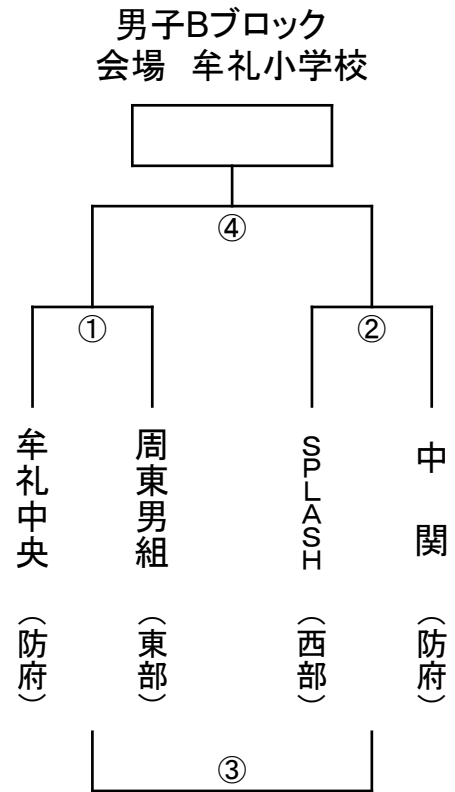 男子Bブロック
会場 牟礼小学校
④
①
②
牟礼中央（防府）
周東男組（東部）
SPLASH（西部）
中関（防府）
③